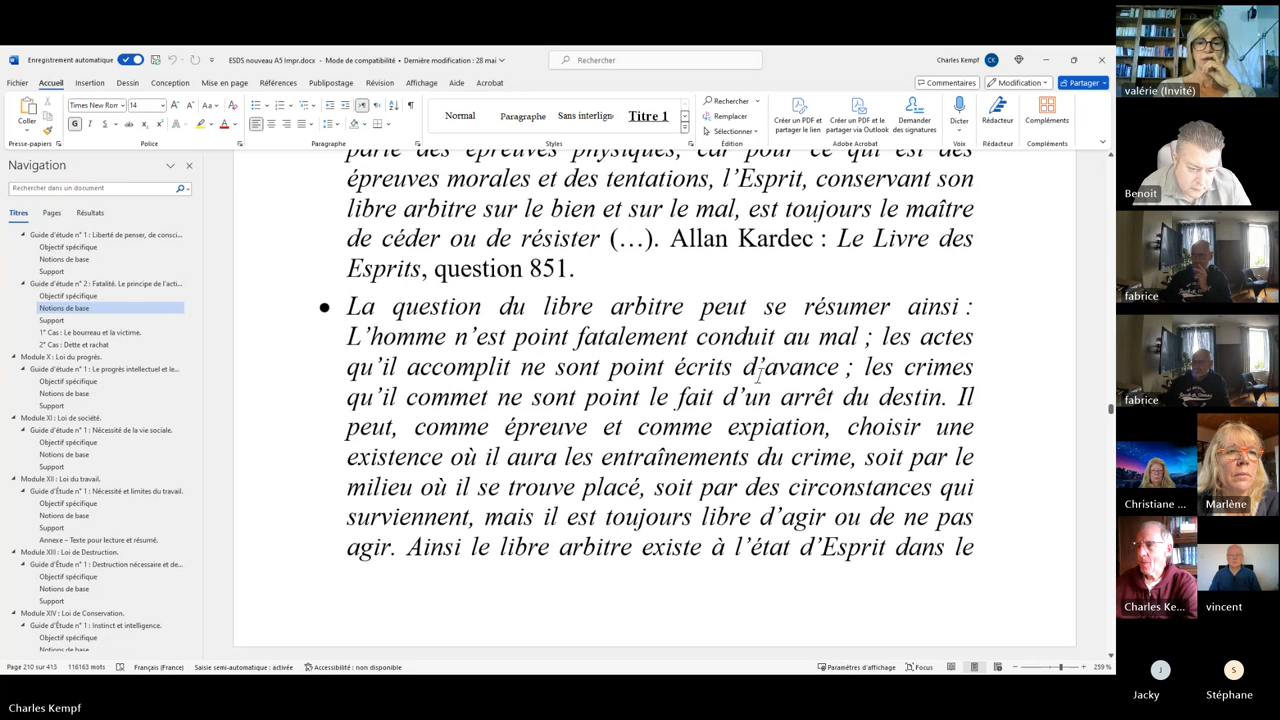 Enregistrement automatique
ESDS nouveau A5 Impr.docx • Mode de compatibilité • Dernière modification : 28 mai
Rechercher
Charles Kempf
CK
Fichier Accueil Insertion Dessin Conception Mise en page Références Publipostage Révision Affichage Aide Acrobat
Commentaires
Modification
Partager
Coller
Times New Ron 14
Normal
Paragraphe
Sans interligne
Titre 1
Rechercher
Remplacer
Sélectionner
Créer un PDF et partager le lien
Créer un PDF et partager via Outlook
Demander des signatures
Dicter
Rédacteur
Compléments
Presse-papiers
Police
Paragraphe
Styles
Édition
Adobe Acrobat
Voix
Rédacteur
Compléments
Navigation
Rechercher dans un document
Titres Pages Résultats
Guide d'étude n° 1 : Liberté de penser, de consci...
Objectif spécifique
Notions de base
Support
Guide d'étude n° 2 : Fatalité. Le principe de l'acti...
Objectif spécifique
Notions de base
Support
1° Cas : Le bourreau et la victime.
2° Cas : Dette et rachat
Module X : Loi du progrès.
Guide d'étude n° 1 : Le progrès intellectuel et le...
Objectif spécifique
Notions de base
Support
Module XI : Loi de société.
Guide d'étude n° 1 : Nécessité de la vie sociale.
Objectif spécifique
Notions de base
Support
Module XII : Loi du travail.
Guide d'Étude n° 1 : Nécessité et limites du travail.
Objectif spécifique
Notions de base
Support
Annexe – Texte pour lecture et résumé.
Module XIII : Loi de Destruction.
Guide d'Étude n° 1 : Destruction nécessaire et de...
Objectif spécifique
Notions de base
Support
Module XIV : Loi de Conservation.
Guide d'Étude n° 1 : Instinct et intelligence.
Objectif spécifique
Notions de base
partie des épreuves physiques, car pour ce qui est des
épreuves morales et des tentations, l'Esprit, conservant son
libre arbitre sur le bien et sur le mal, est toujours le maître
de céder ou de résister (…). Allan Kardec : Le Livre des
Esprits, question 851.
● La question du libre arbitre peut se résumer ainsi :
L'homme n'est point fatalement conduit au mal ; les actes
qu'il accomplit ne sont point écrits d'avance ; les crimes
qu'il commet ne sont point le fait d'un arrêt du destin. Il
peut, comme épreuve et comme expiation, choisir une
existence où il aura les entraînements du crime, soit par le
milieu où il se trouve placé, soit par des circonstances qui
surviennent, mais il est toujours libre d'agir ou de ne pas
agir. Ainsi le libre arbitre existe à l'état d'Esprit dans le
Page 210 sur 413 116163 mots Français (France) Saisie semi-automatique : activée Accessibilité : non disponible
Paramètres d'affichage Focus 259 %
Charles Kempf
valérie (Invité)
Benoit
fabrice
fabrice
Christiane ...
Marlène
Charles Ke...
vincent
J
Jacky
S
Stéphane